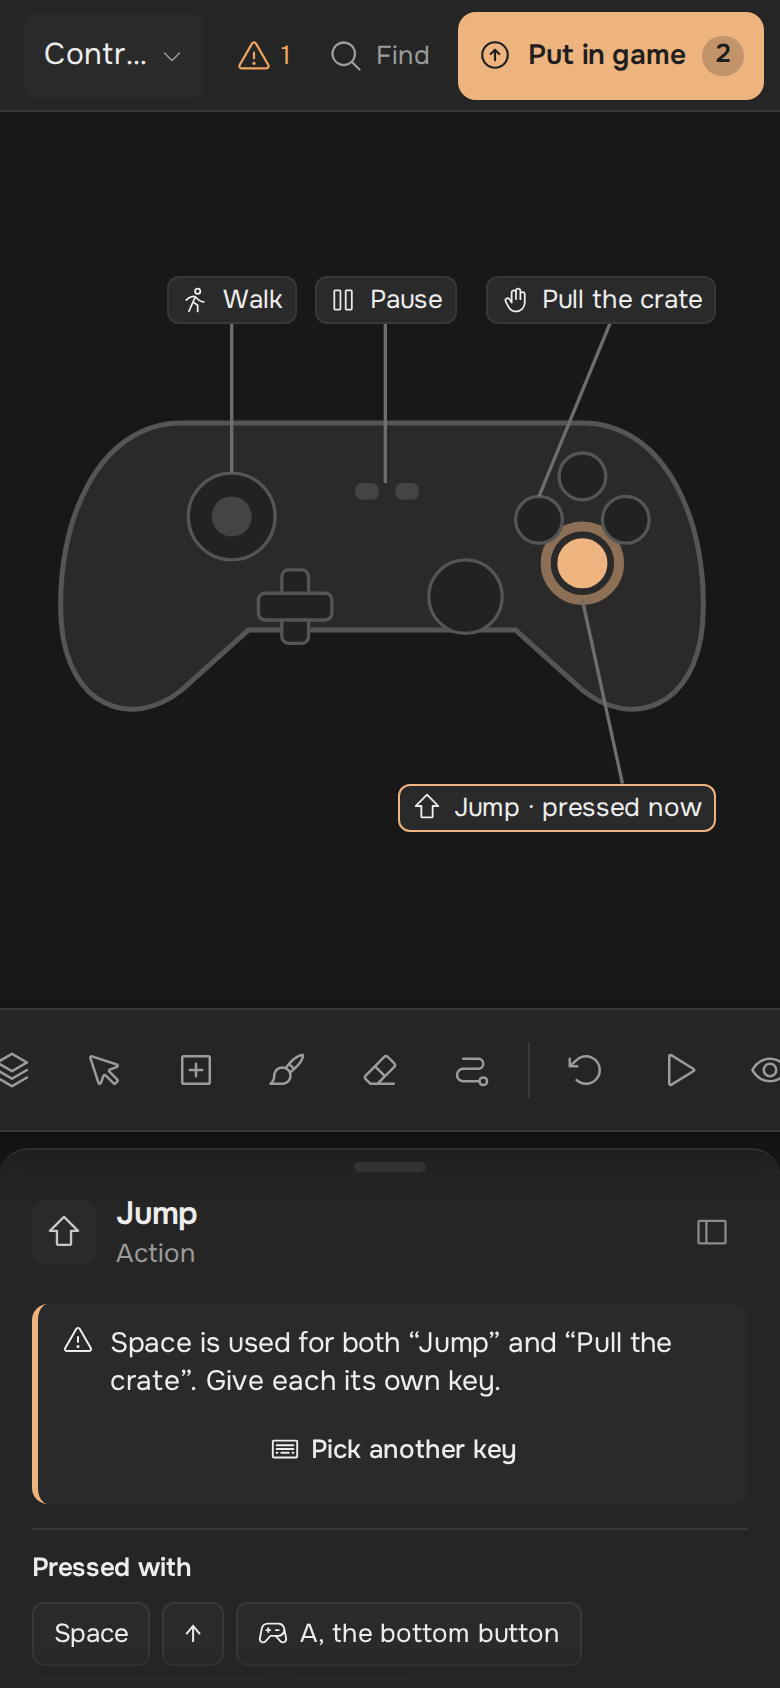 Contr...
1
Find
Put in game
2
Walk
Pause
Pull the crate
Jump · pressed now
Jump
Action
Space is used for both “Jump” and “Pull the
crate”. Give each its own key.
Pick another key
Pressed with
Space
↑
A, the bottom button